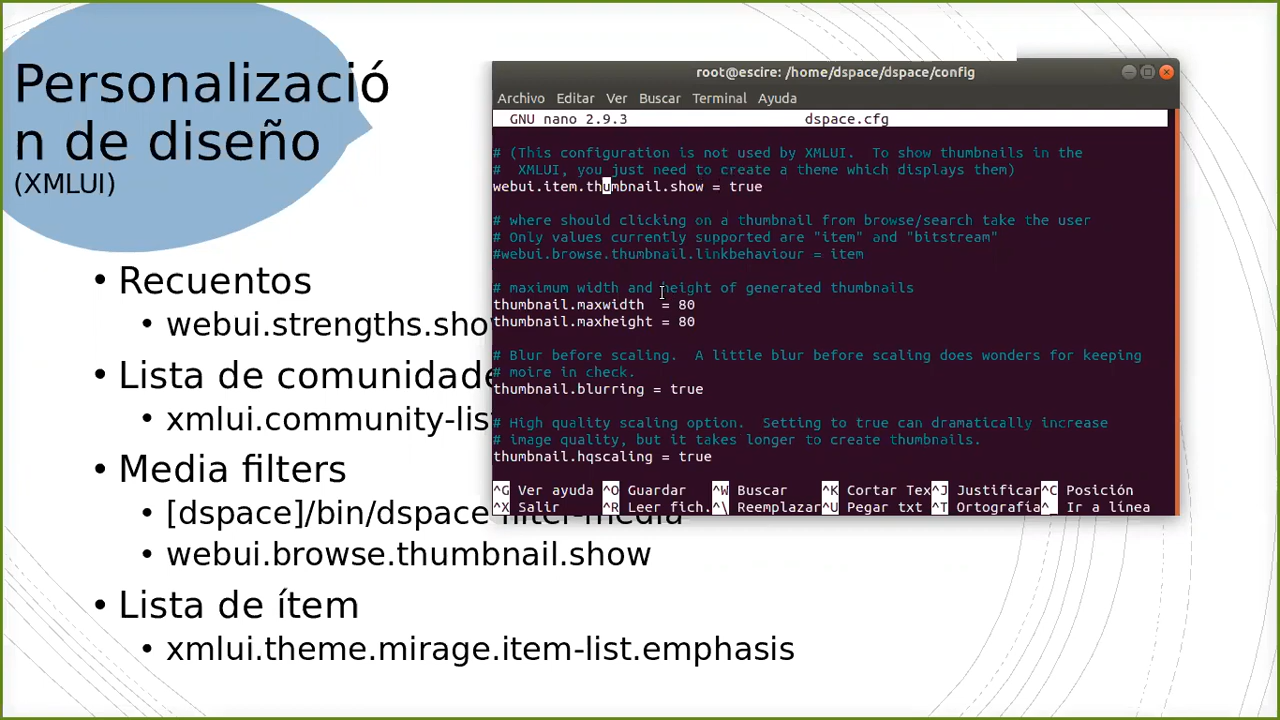 Personalizació
n de diseño
(XMLUI)
• Recuentos
• webui.strengths.sho
• Lista de comunidade
• xmlui.community-lis
• Media filters
• [dspace]/bin/dspace filter-media
• webui.browse.thumbnail.show
• Lista de ítem
• xmlui.theme.mirage.item-list.emphasis
root@escire: /home/dspace/dspace/config
Archivo Editar Ver Buscar Terminal Ayuda
GNU nano 2.9.3 dspace.cfg
# (This configuration is not used by XMLUI.  To show thumbnails in the
#  XMLUI, you just need to create a theme which displays them)
webui.item.thumbnail.show = true
# where should clicking on a thumbnail from browse/search take the user
# Only values currently supported are "item" and "bitstream"
#webui.browse.thumbnail.linkbehaviour = item
# maximum width and height of generated thumbnails
thumbnail.maxwidth  = 80
thumbnail.maxheight = 80
# Blur before scaling.  A little blur before scaling does wonders for keeping
# moire in check.
thumbnail.blurring = true
# High quality scaling option.  Setting to true can dramatically increase
# image quality, but it takes longer to create thumbnails.
thumbnail.hqscaling = true
^G Ver ayuda ^O Guardar ^W Buscar ^K Cortar Tex ^J Justificar ^C Posición
^X Salir ^R Leer fich. ^\ Reemplazar ^U Pegar txt ^T Ortografía ^_ Ir a línea